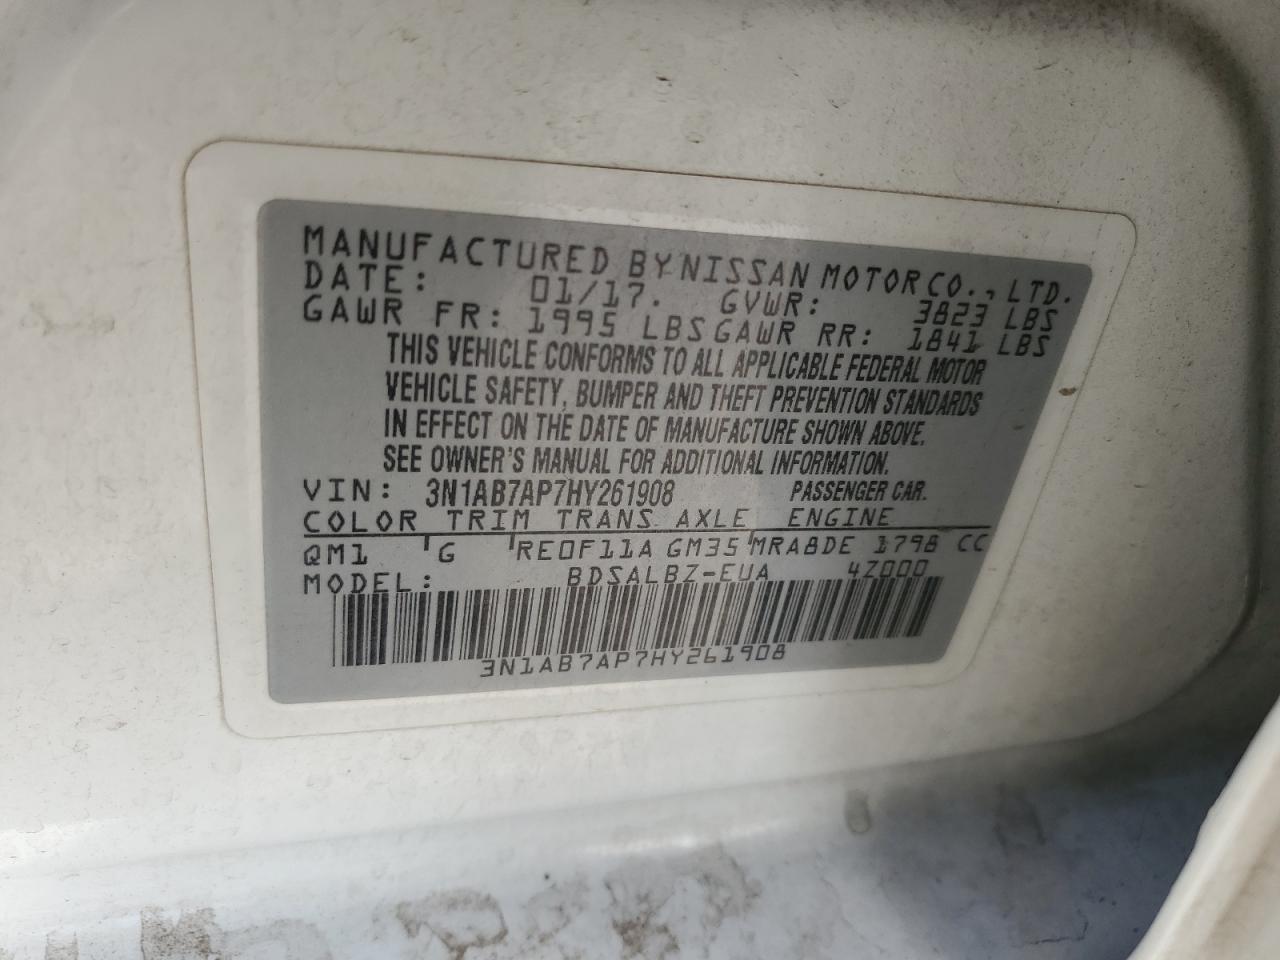 MANUFACTURED BY NISSAN MOTOR CO., LTD.
DATE: 01/17. GVWR: 3823 LBS
GAWR FR: 1995 LBS GAWR RR: 1841 LBS
THIS VEHICLE CONFORMS TO ALL APPLICABLE FEDERAL MOTOR
VEHICLE SAFETY, BUMPER AND THEFT PREVENTION STANDARDS
IN EFFECT ON THE DATE OF MANUFACTURE SHOWN ABOVE.
SEE OWNER'S MANUAL FOR ADDITIONAL INFORMATION.
VIN: 3N1AB7AP7HY261908 PASSENGER CAR.
COLOR TRIM TRANS AXLE ENGINE
QM1 G RE0F11A GM35 MRA8DE 1798 CC
MODEL: BDSALBZ-EUA 4Z000
3N1AB7AP7HY261908